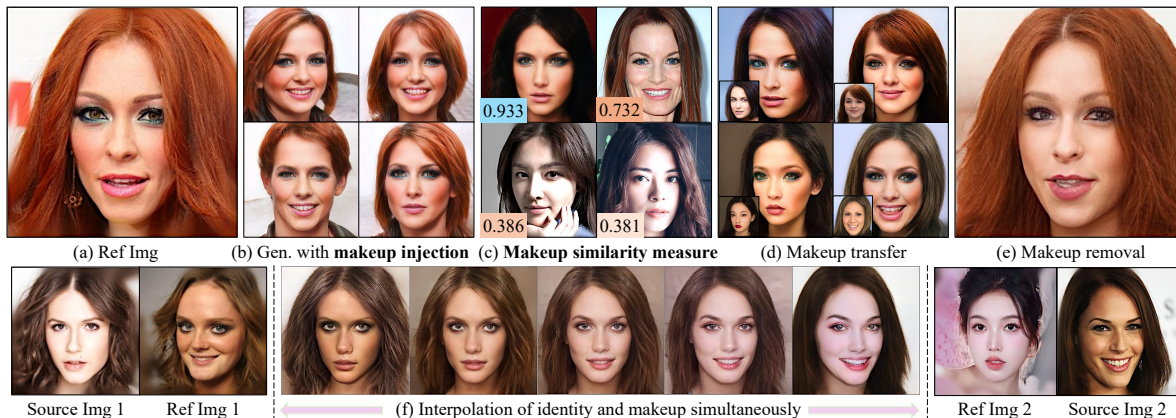 0.933
0.732
0.386
0.381
(a) Ref Img
(b) Gen. with makeup injection
(c) Makeup similarity measure
(d) Makeup transfer
(e) Makeup removal
Source Img 1
Ref Img 1
(f) Interpolation of identity and makeup simultaneously
Ref Img 2
Source Img 2